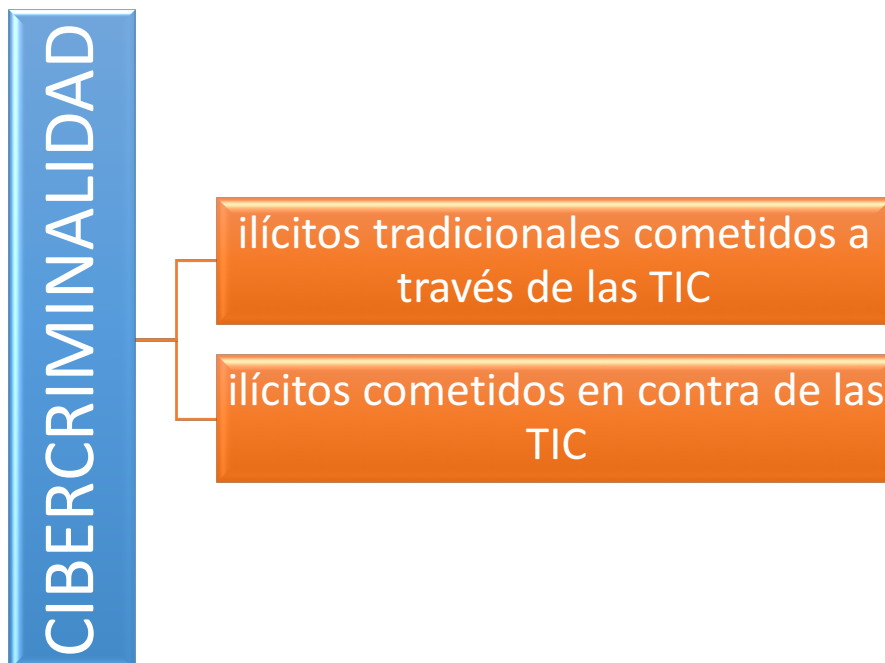 CIBERCRIMINALIDAD
ilícitos tradicionales cometidos a
través de las TIC
ilícitos cometidos en contra de las
TIC